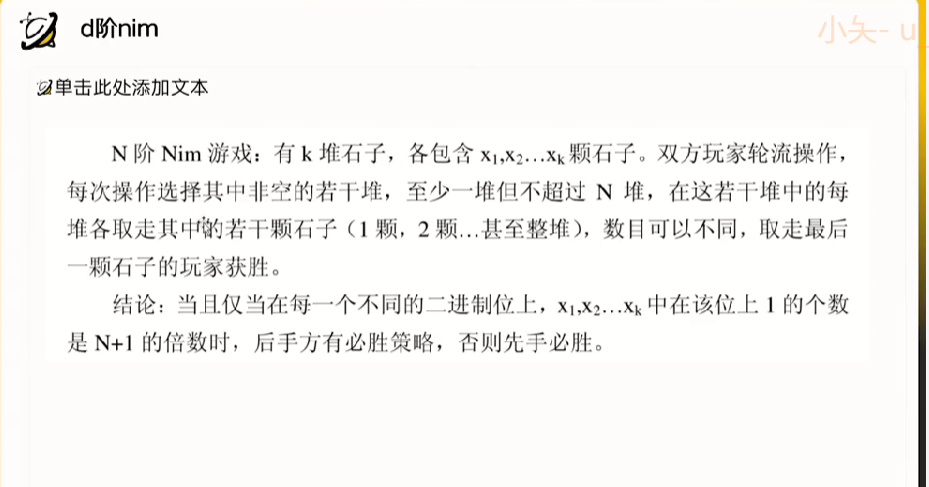 d阶nim
小矢- u_
单击此处添加文本
N 阶 Nim 游戏：有 k 堆石子，各包含 x₁,x₂…xₖ 颗石子。双方玩家轮流操作，
每次操作选择其中非空的若干堆，至少一堆但不超过 N 堆，在这若干堆中的每
堆各取走其中的若干颗石子（1 颗，2 颗…甚至整堆），数目可以不同，取走最后
一颗石子的玩家获胜。
结论：当且仅当在每一个不同的二进制位上，x₁,x₂…xₖ 中在该位上 1 的个数
是 N+1 的倍数时，后手方有必胜策略，否则先手必胜。